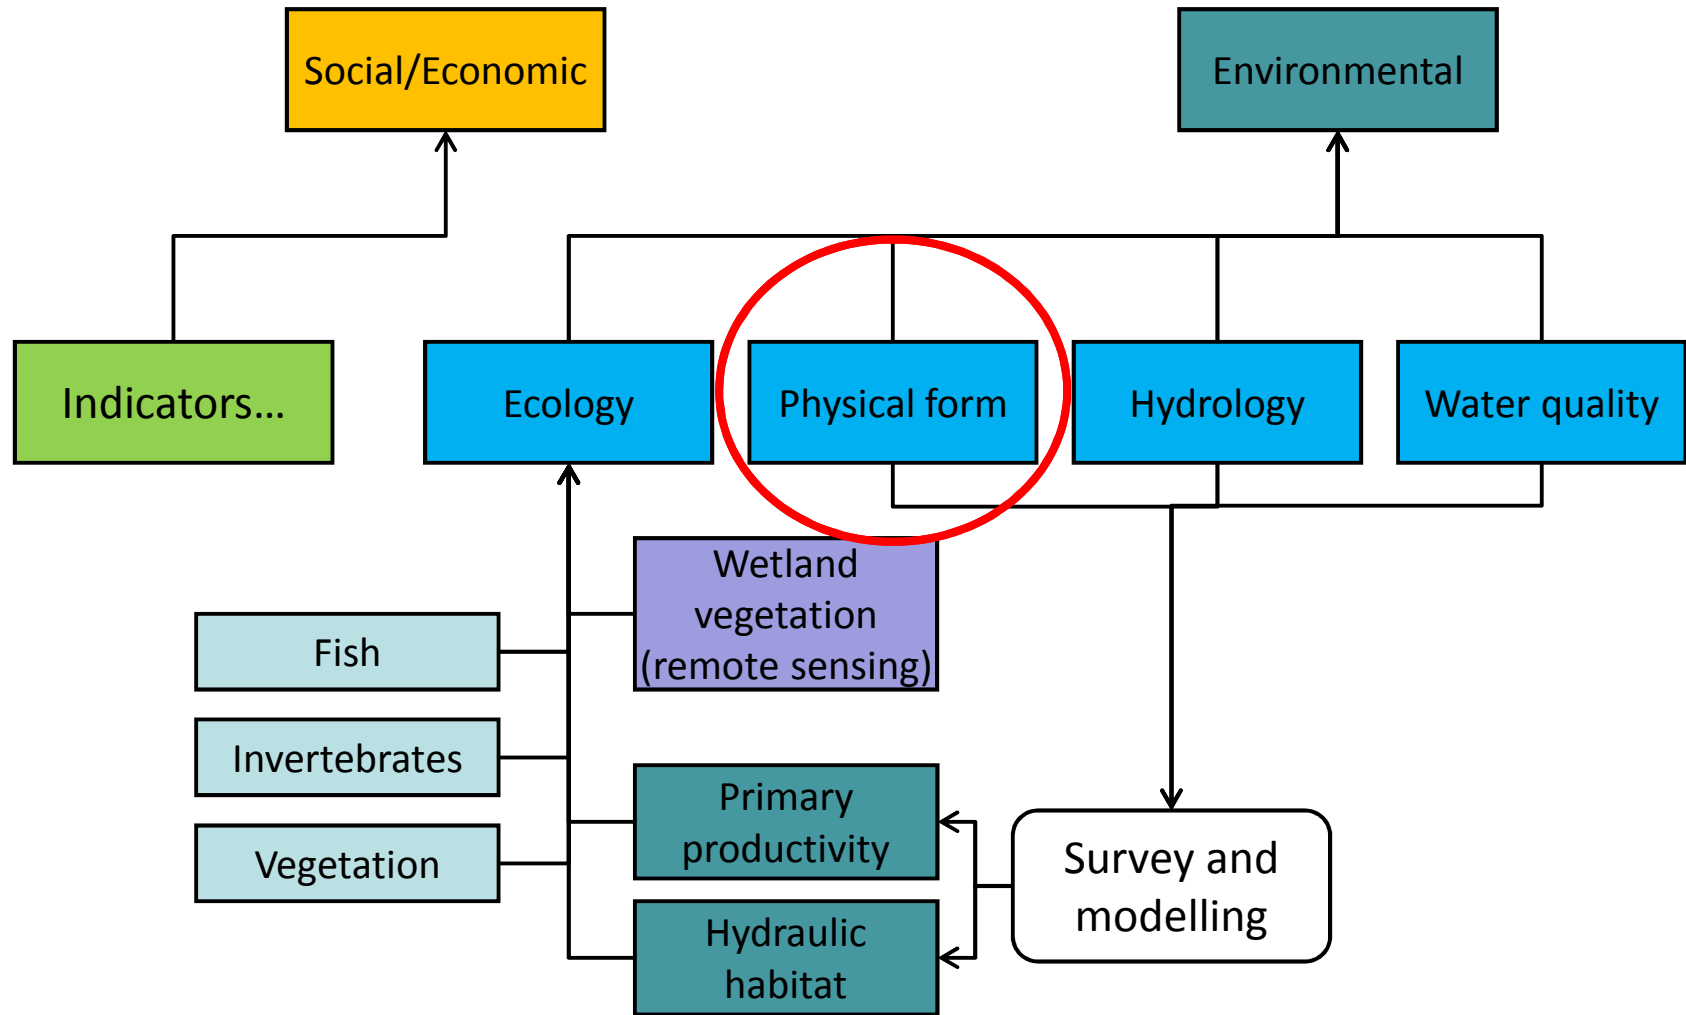 Social/Economic
Environmental
Indicators...
Ecology
Physical form
Hydrology
Water quality
Wetland
vegetation
(remote sensing)
Fish
Invertebrates
Vegetation
Primary
productivity
Hydraulic
habitat
Survey and
modelling